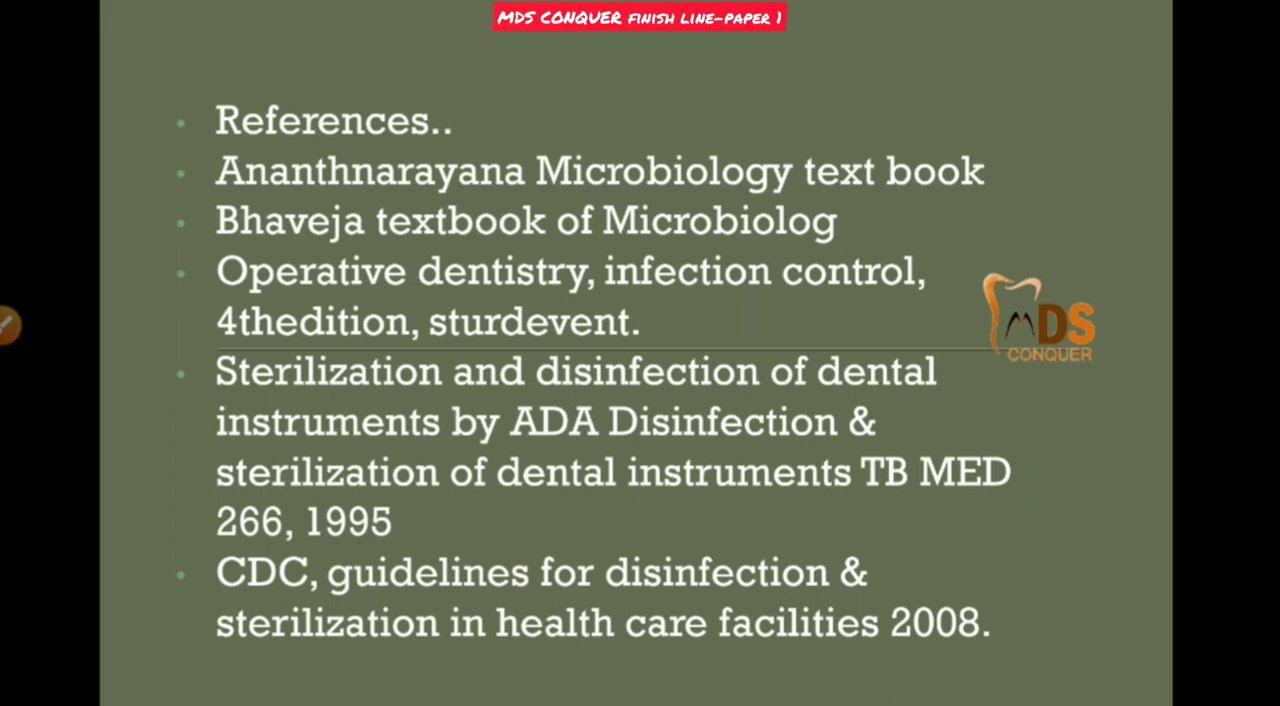 MDS CONQUER FINISH LINE-PAPER 1
References..
Ananthnarayana Microbiology text book
Bhaveja textbook of Microbiolog
Operative dentistry, infection control,
4thedition, sturdevent.
MDS
CONQUER
Sterilization and disinfection of dental
instruments by ADA Disinfection &
sterilization of dental instruments TB MED
266, 1995
CDC, guidelines for disinfection &
sterilization in health care facilities 2008.